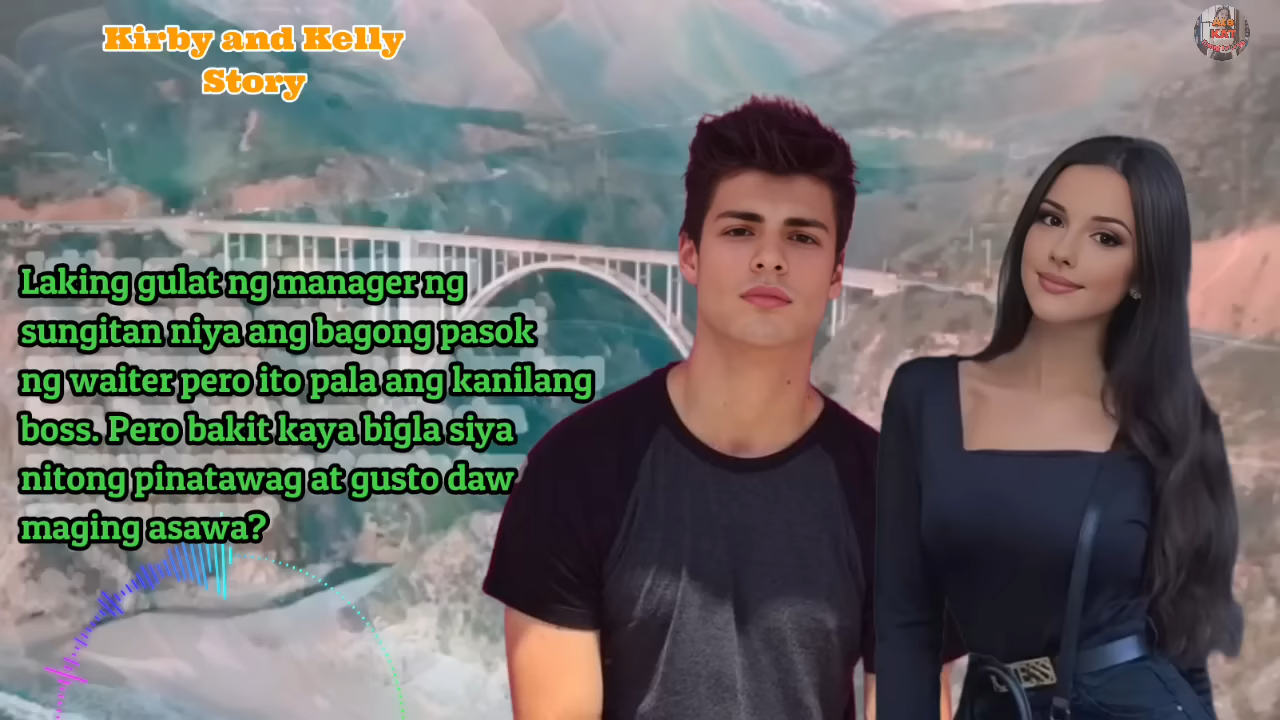 Kirby and Kelly
Story
Laking gulat ng manager ng
sungitan niya ang bagong pasok
ng waiter pero ito pala ang kanilang
boss. Pero bakit kaya bigla siya
nitong pinatawag at gusto daw
maging asawa?
KAT